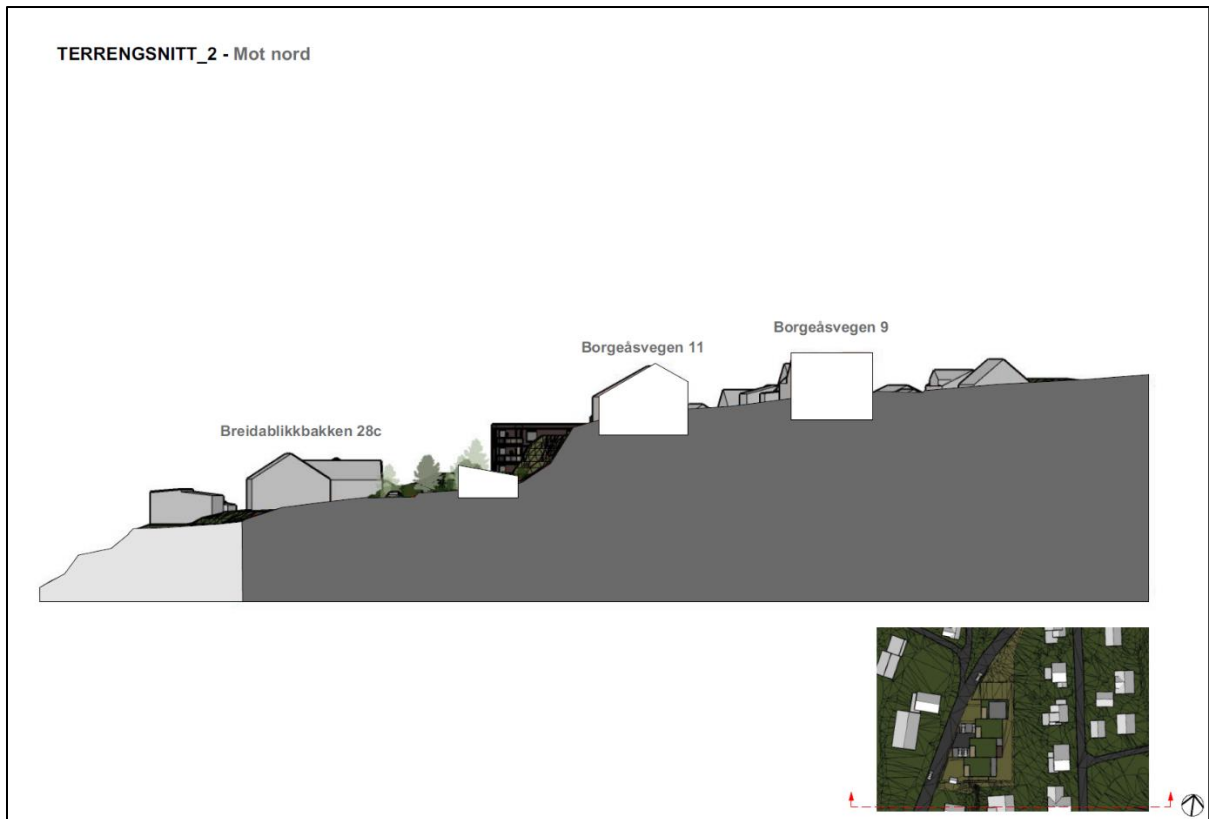 TERRENGSNITT_2 - Mot nord
Borgeåsvegen 9
Borgeåsvegen 11
Breidablikkbakken 28c